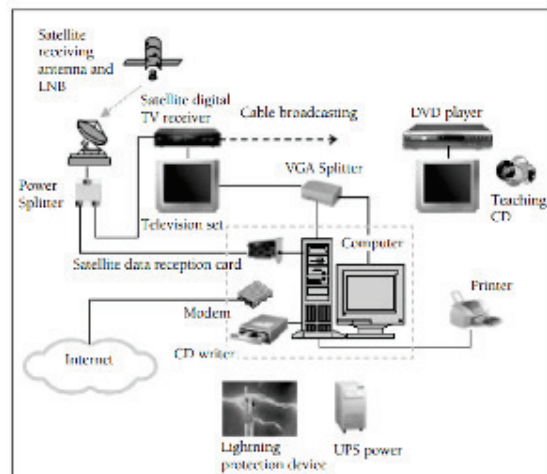 Satellite
receiving
antenna and
LNB
Satellite digital
TV receiver
Cable broadcasting
DVD player
VGA Splitter
Power
Splitter
Television set
Teaching
CD
Computer
Satellite data reception card
Printer
Modem
Internet
CD writer
Lightning
protection device
UPS power